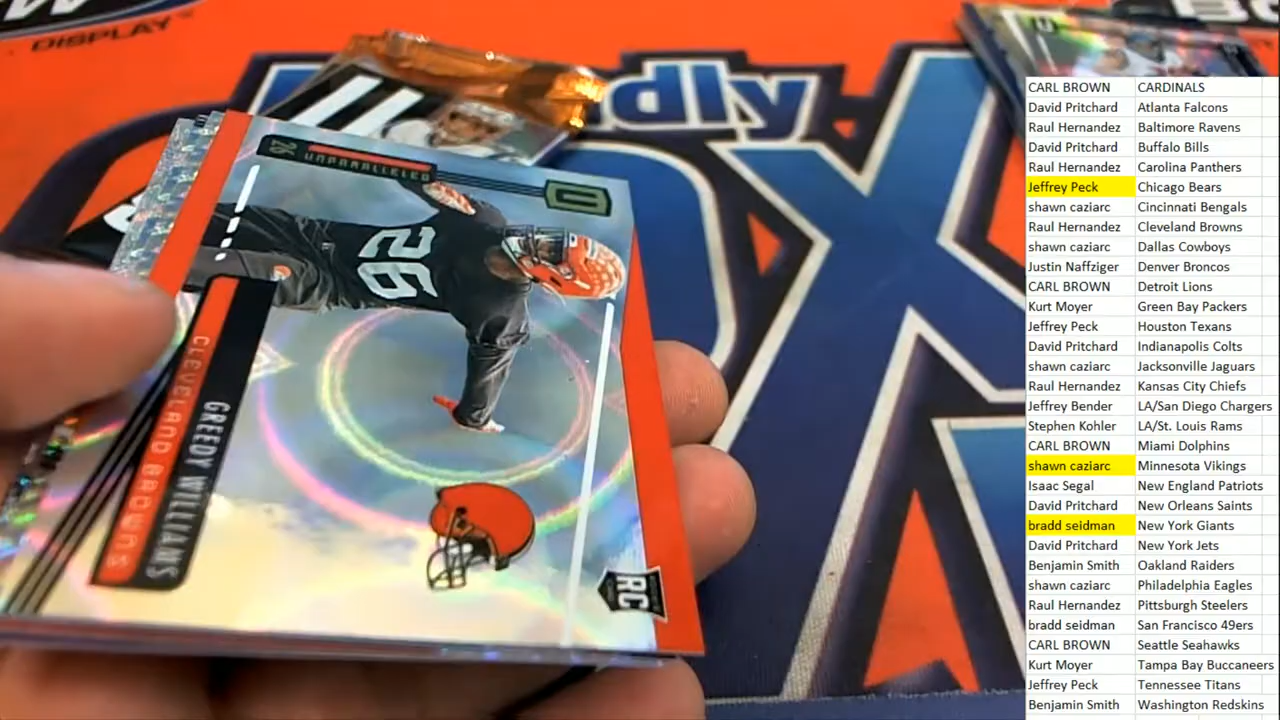 DISPLAY
dly
26 UNPARALLELED
26
GREEDY WILLIAMS
CLEVELAND BROWNS
RC
CARL BROWN CARDINALS
David Pritchard Atlanta Falcons
Raul Hernandez Baltimore Ravens
David Pritchard Buffalo Bills
Raul Hernandez Carolina Panthers
Jeffrey Peck Chicago Bears
shawn caziarc Cincinnati Bengals
Raul Hernandez Cleveland Browns
shawn caziarc Dallas Cowboys
Justin Naffziger Denver Broncos
CARL BROWN Detroit Lions
Kurt Moyer Green Bay Packers
Jeffrey Peck Houston Texans
David Pritchard Indianapolis Colts
shawn caziarc Jacksonville Jaguars
Raul Hernandez Kansas City Chiefs
Jeffrey Bender LA/San Diego Chargers
Stephen Kohler LA/St. Louis Rams
CARL BROWN Miami Dolphins
shawn caziarc Minnesota Vikings
Isaac Segal New England Patriots
David Pritchard New Orleans Saints
bradd seidman New York Giants
David Pritchard New York Jets
Benjamin Smith Oakland Raiders
shawn caziarc Philadelphia Eagles
Raul Hernandez Pittsburgh Steelers
bradd seidman San Francisco 49ers
CARL BROWN Seattle Seahawks
Kurt Moyer Tampa Bay Buccaneers
Jeffrey Peck Tennessee Titans
Benjamin Smith Washington Redskins